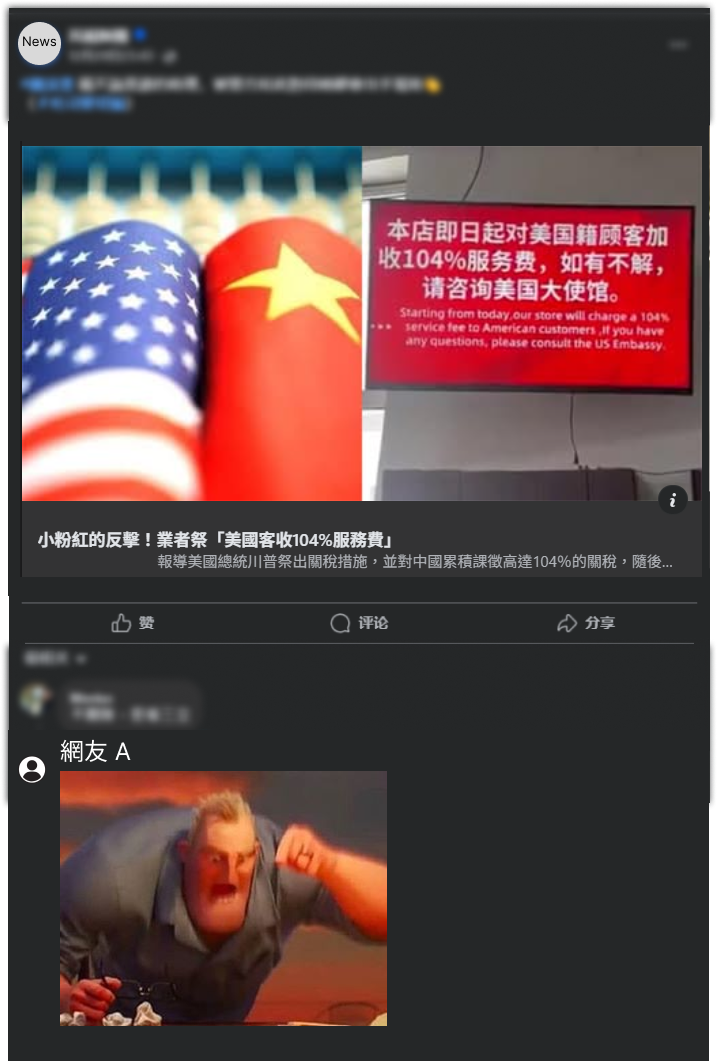 News
本店即日起对美国籍顾客加
收104%服务费，如有不解，
请咨询美国大使馆。
Starting from today,our store will charge a 104%
service fee to American customers ,If you have
any questions, please consult the US Embassy.
小粉紅的反擊！業者祭「美國客收104%服務費」
報導美國總統川普祭出關稅措施，並對中國累積課徵高達104%的關稅，隨後...
赞
评论
分享
網友 A